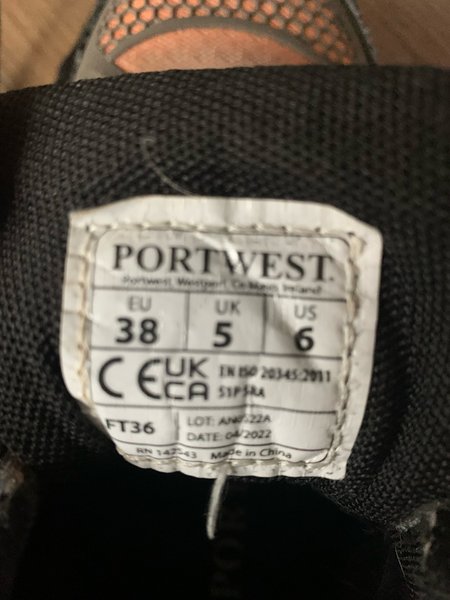 PORTWEST
Portwest, Westport, Co Mayo, Ireland
EU UK US
38 5 6
CE UK CA EN ISO 20345:2011
S1P SRA
FT36 LOT: 
DATE: 04/2022
RN Made in China